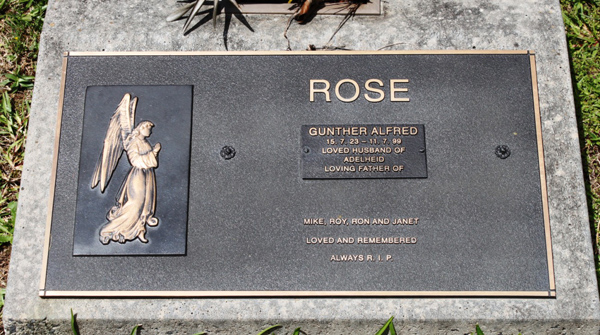 ROSE
GUNTHER ALFRED
15. 7. 23 - 11. 7. 99
LOVED HUSBAND OF
ADELHEID
LOVING FATHER OF
MIKE, ROY, RON AND JANET
LOVED AND REMEMBERED
ALWAYS R. I. P.